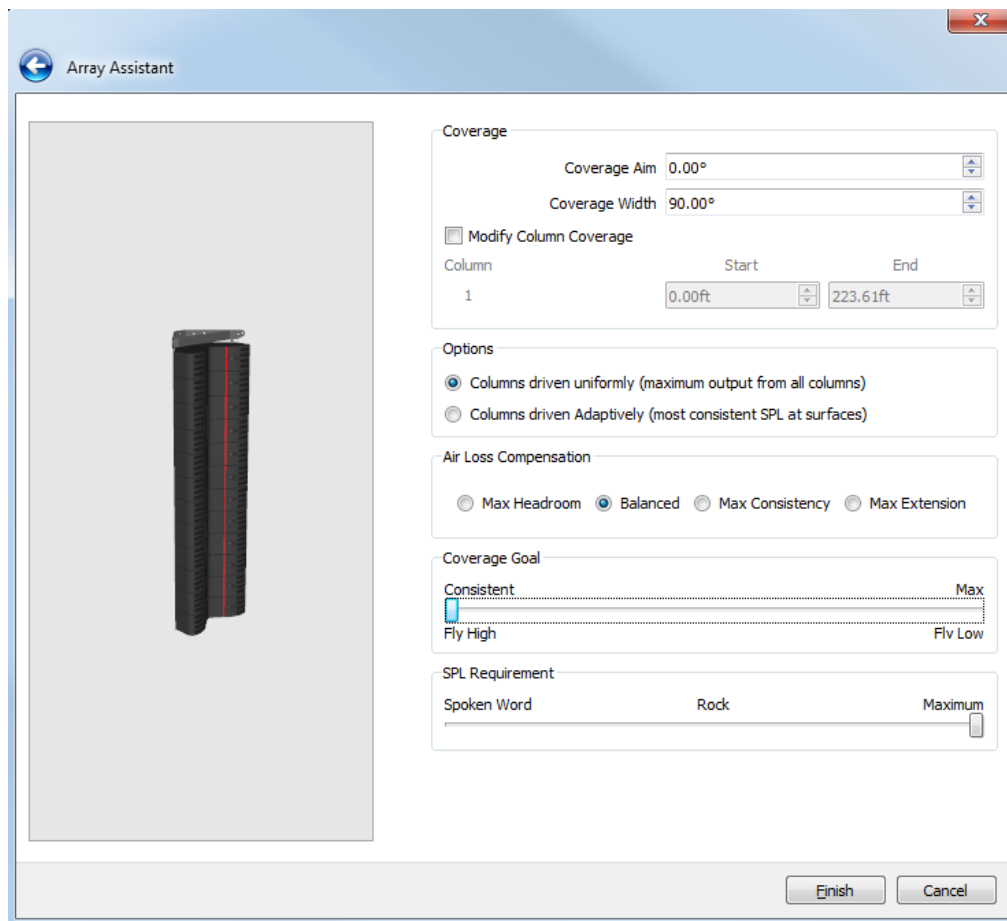 Array Assistant
Coverage
Coverage Aim 0.00°
Coverage Width 90.00°
Modify Column Coverage
Column Start End
1 0.00ft 223.61ft
Options
Columns driven uniformly (maximum output from all columns)
Columns driven Adaptively (most consistent SPL at surfaces)
Air Loss Compensation
Max Headroom Balanced Max Consistency Max Extension
Coverage Goal
Consistent Max
Fly High Fly Low
SPL Requirement
Spoken Word Rock Maximum
Finish Cancel